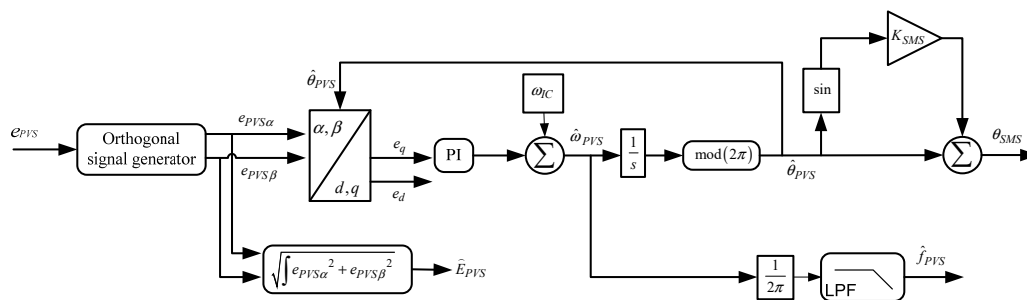 K_SMS
θ̂_PVS
sin
ω_IC
e_PVS
e_PVSα
Orthogonal
signal generator
α, β
e_PVSβ
e_q
PI
∑
ω̂_PVS
1/s
mod(2π)
∑
θ_SMS
θ̂_PVS
d,q
e_d
√∫ e_PVSα² + e_PVSβ²
Ê_PVS
1/2π
LPF
f̂_PVS